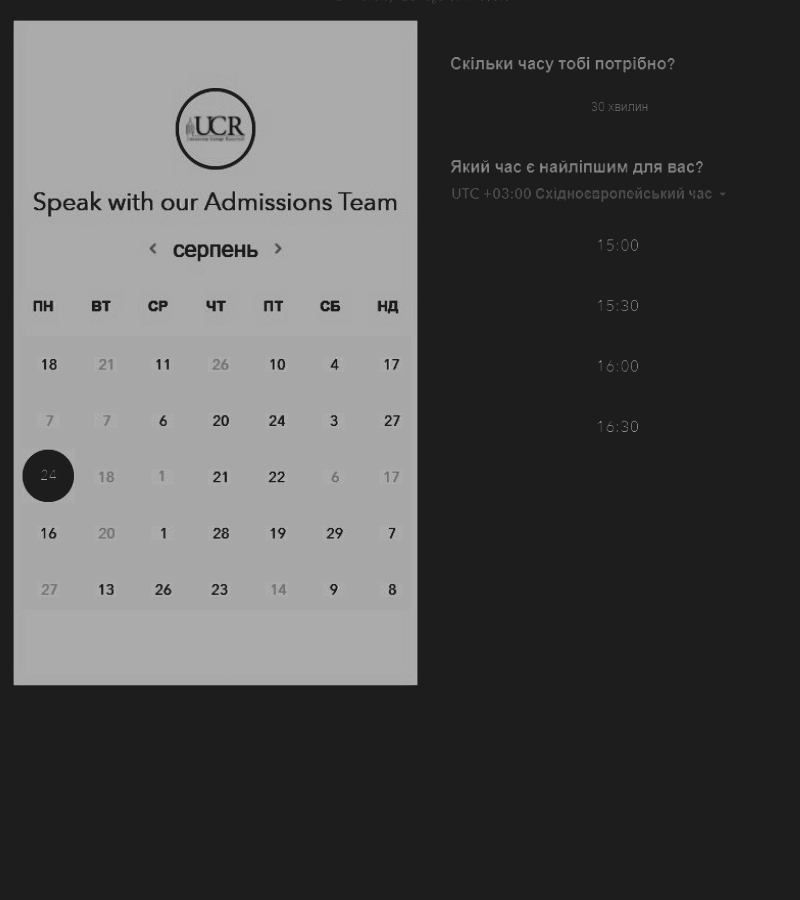 UCR
Speak with our Admissions Team
‹ серпень ›
ПН ВТ СР ЧТ ПТ СБ НД
18 21 11 26 10 4 17
7 7 6 20 24 3 27
24 18 1 21 22 6 17
16 20 1 28 19 29 7
27 13 26 23 14 9 8
Скільки часу тобі потрібно?
30 хвилин
Який час є найліпшим для вас?
UTC +03:00 Східноєвропейський час
15:00
15:30
16:00
16:30